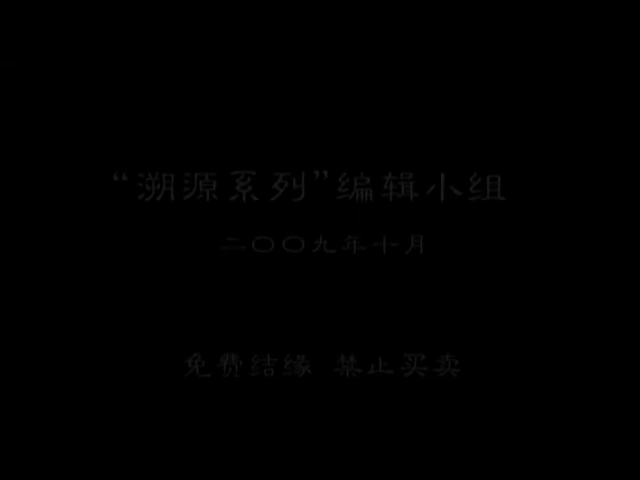 “溯源系列”编辑小组
二〇〇九年十月
免费结缘 禁止买卖